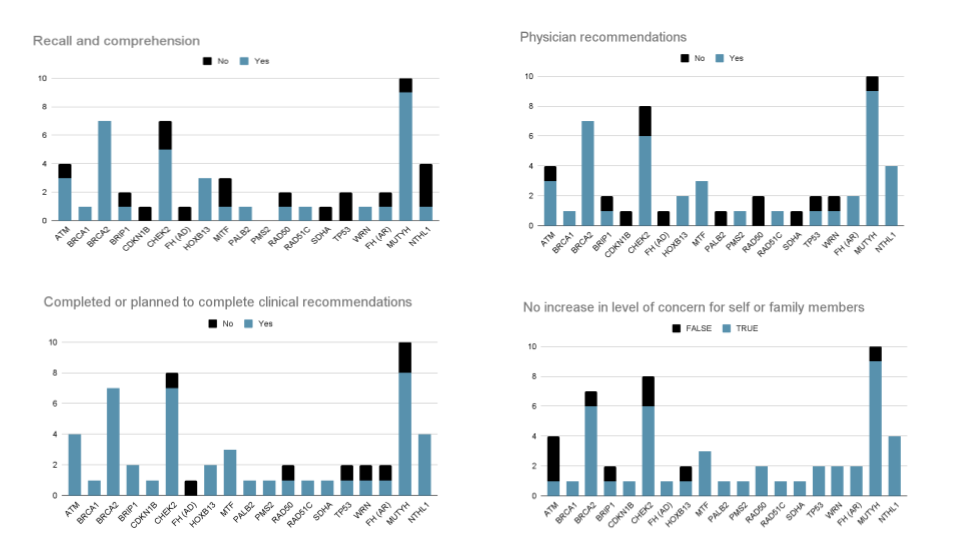 Recall and comprehension
No Yes
10
8
6
4
2
0
ATM BRCA1 BRCA2 BRIP1 CDKN1B CHEK2 FH (AD) HOXB13 MITF PALB2 PMS2 RAD50 RAD51C SDHA TP53 WRN FH (AR) MUTYH NTHL1
Physician recommendations
No Yes
10
8
6
4
2
0
ATM BRCA1 BRCA2 BRIP1 CDKN1B CHEK2 FH (AD) HOXB13 MTF PALB2 PMS2 RAD50 RAD51C SDHA TP53 WRN FH (AR) MUTYH NTHL1
Completed or planned to complete clinical recommendations
No Yes
10
8
6
4
2
0
ATM BRCA1 BRCA2 BRIP1 CDKN1B CHEK2 FH (AD) HOXB13 MTF PALB2 PMS2 RAD50 RAD51C SDHA TP53 WRN FH (AR) MUTYH NTHL1
No increase in level of concern for self or family members
FALSE TRUE
10
8
6
4
2
0
ATM BRCA1 BRCA2 BRIP1 CDKN1B CHEK2 FH (AD) HOXB13 MTF PALB2 PMS2 RAD50 RAD51C SDHA TP53 WRN FH (AR) MUTYH NTHL1